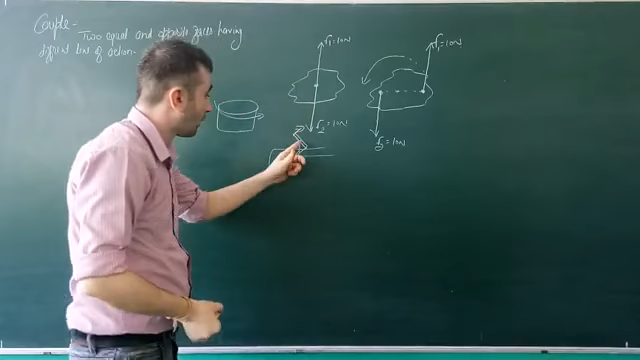 Couple-
Two equal and opposite forces having
different line of action.
F₁=10N
F₂=10N
F₁=10N
F₂=10N